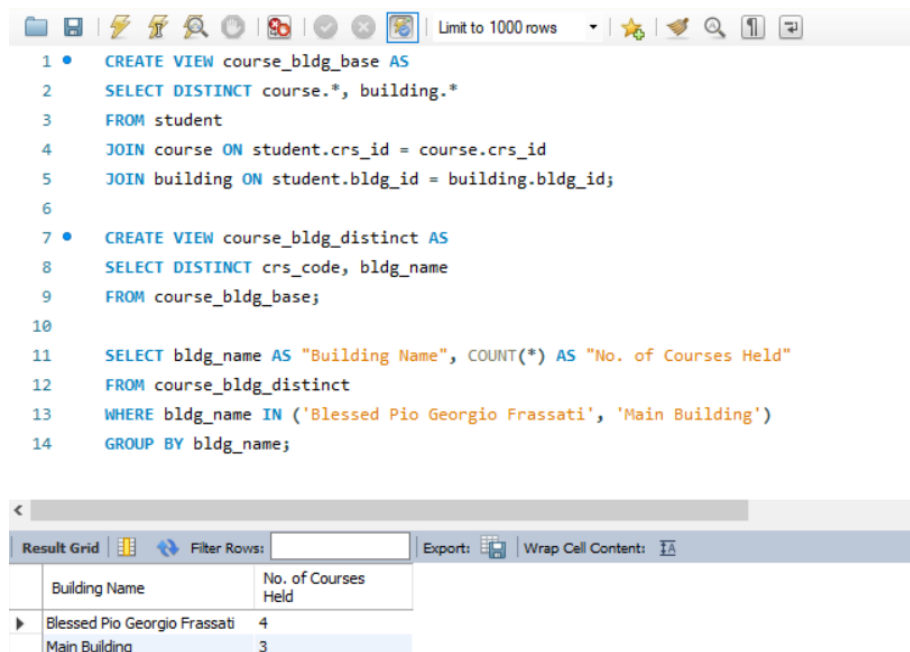 Limit to 1000 rows
1 CREATE VIEW course_bldg_base AS
2 SELECT DISTINCT course.*, building.*
3 FROM student
4 JOIN course ON student.crs_id = course.crs_id
5 JOIN building ON student.bldg_id = building.bldg_id;
6
7 CREATE VIEW course_bldg_distinct AS
8 SELECT DISTINCT crs_code, bldg_name
9 FROM course_bldg_base;
10
11 SELECT bldg_name AS "Building Name", COUNT(*) AS "No. of Courses Held"
12 FROM course_bldg_distinct
13 WHERE bldg_name IN ('Blessed Pio Georgio Frassati', 'Main Building')
14 GROUP BY bldg_name;
Result Grid Filter Rows: Export: Wrap Cell Content: IA
Building Name No. of Courses
Held
Blessed Pio Georgio Frassati 4
Main Building 3